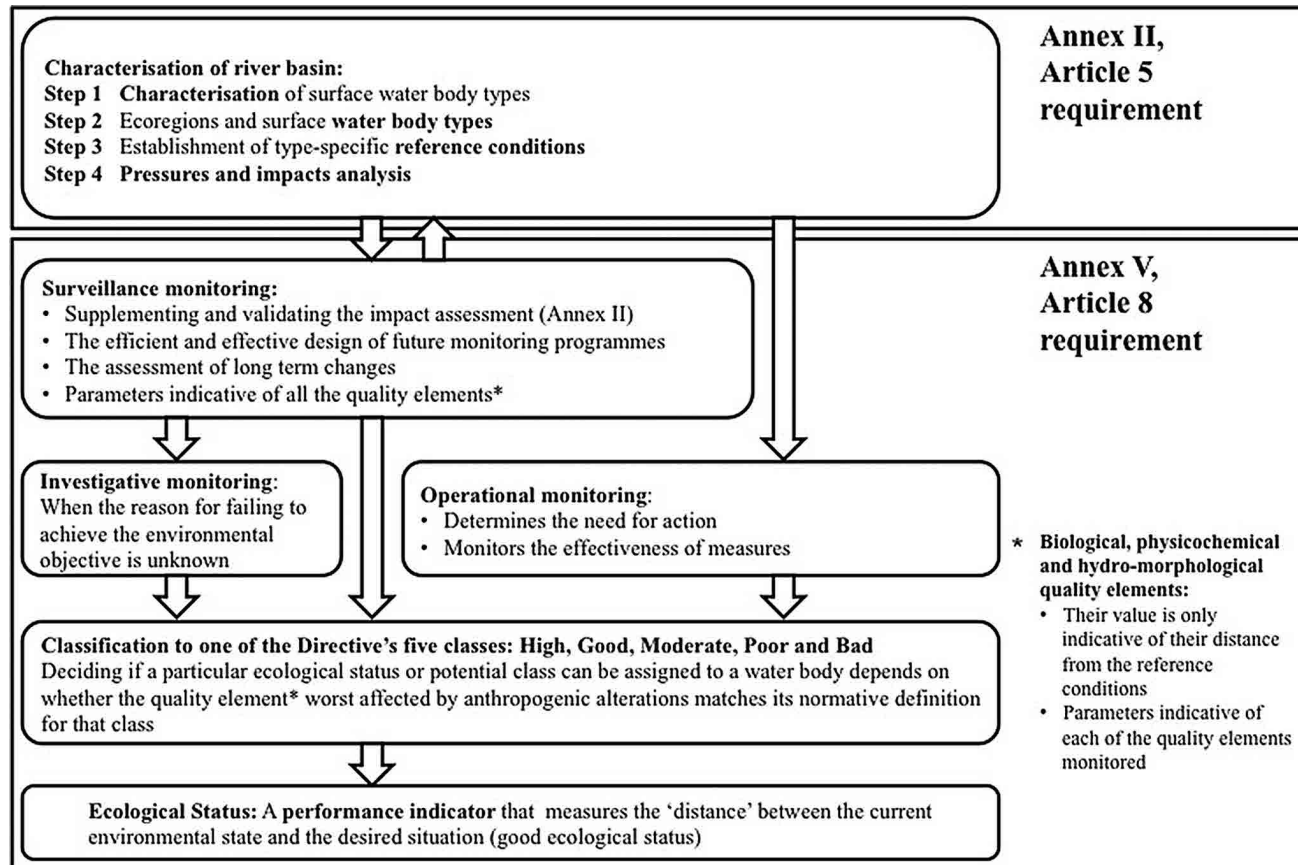 Characterisation of river basin:
Step 1 Characterisation of surface water body types
Step 2 Ecoregions and surface water body types
Step 3 Establishment of type-specific reference conditions
Step 4 Pressures and impacts analysis
Annex II,
Article 5
requirement
Annex V,
Article 8
requirement
Surveillance monitoring:
• Supplementing and validating the impact assessment (Annex II)
• The efficient and effective design of future monitoring programmes
• The assessment of long term changes
• Parameters indicative of all the quality elements*
Investigative monitoring:
When the reason for failing to
achieve the environmental
objective is unknown
Operational monitoring:
• Determines the need for action
• Monitors the effectiveness of measures
* Biological, physicochemical
and hydro-morphological
quality elements:
• Their value is only
indicative of their distance
from the reference
conditions
• Parameters indicative of
each of the quality elements
monitored
Classification to one of the Directive's five classes: High, Good, Moderate, Poor and Bad
Deciding if a particular ecological status or potential class can be assigned to a water body depends on
whether the quality element* worst affected by anthropogenic alterations matches its normative definition
for that class
Ecological Status: A performance indicator that measures the 'distance' between the current
environmental state and the desired situation (good ecological status)